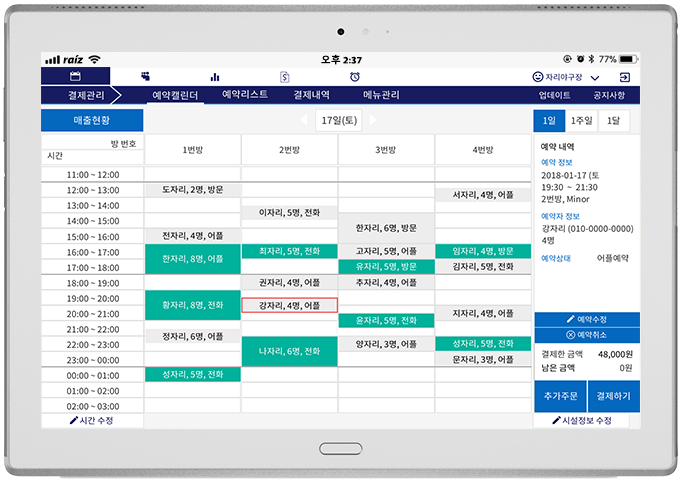 raíz 오후 2:37 77%
자리야구장
결제관리 예약캘린더 예약리스트 결제내역 메뉴관리 업데이트 공지사항
매출현황 17일(토) 1일 1주일 1달
방 번호
시간
1번방 2번방 3번방 4번방
11:00 ~ 12:00
12:00 ~ 13:00 도자리, 2명, 방문 서자리, 4명, 어플
13:00 ~ 14:00 이자리, 5명, 전화
14:00 ~ 15:00 한자리, 6명, 방문
15:00 ~ 16:00 전자리, 4명, 어플
16:00 ~ 17:00 한자리, 8명, 어플 최자리, 5명, 전화 고자리, 5명, 어플 임자리, 4명, 방문
17:00 ~ 18:00 유자리, 5명, 방문 김자리, 5명, 전화
18:00 ~ 19:00 권자리, 4명, 어플 추자리, 4명, 어플
19:00 ~ 20:00 황자리, 8명, 전화 강자리, 4명, 어플
20:00 ~ 21:00 윤자리, 5명, 전화 지자리, 4명, 어플
21:00 ~ 22:00 정자리, 6명, 어플
22:00 ~ 23:00 나자리, 6명, 전화 양자리, 3명, 어플 성자리, 5명, 전화
23:00 ~ 00:00 문자리, 3명, 어플
00:00 ~ 01:00 성자리, 5명, 전화
01:00 ~ 02:00
02:00 ~ 03:00
시간 수정
예약 내역
예약 정보
2018-01-17 (토
19:30 ~ 21:30
2번방, Minor
예약자 정보
강자리 (010-0000-0000)
4명
예약상태 어플예약
예약수정
예약취소
결제한 금액 48,000원
남은 금액 0원
추가주문 결제하기
시설정보 수정